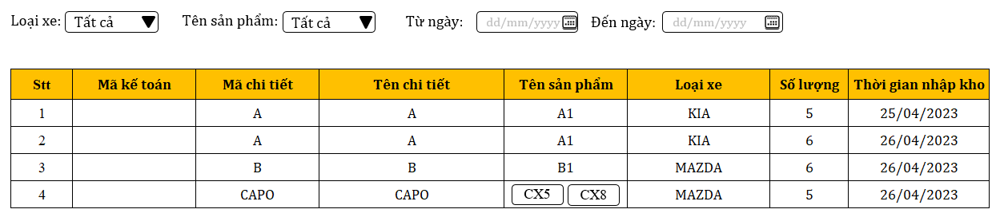 Loại xe: Tất cả Tên sản phẩm: Tất cả Từ ngày: dd/mm/yyyy Đến ngày: dd/mm/yyyy
Stt Mã kế toán Mã chi tiết Tên chi tiết Tên sản phẩm Loại xe Số lượng Thời gian nhập kho
1 A A A1 KIA 5 25/04/2023
2 A A A1 KIA 6 26/04/2023
3 B B B1 MAZDA 6 26/04/2023
4 CAPO CAPO CX5 CX8 MAZDA 5 26/04/2023